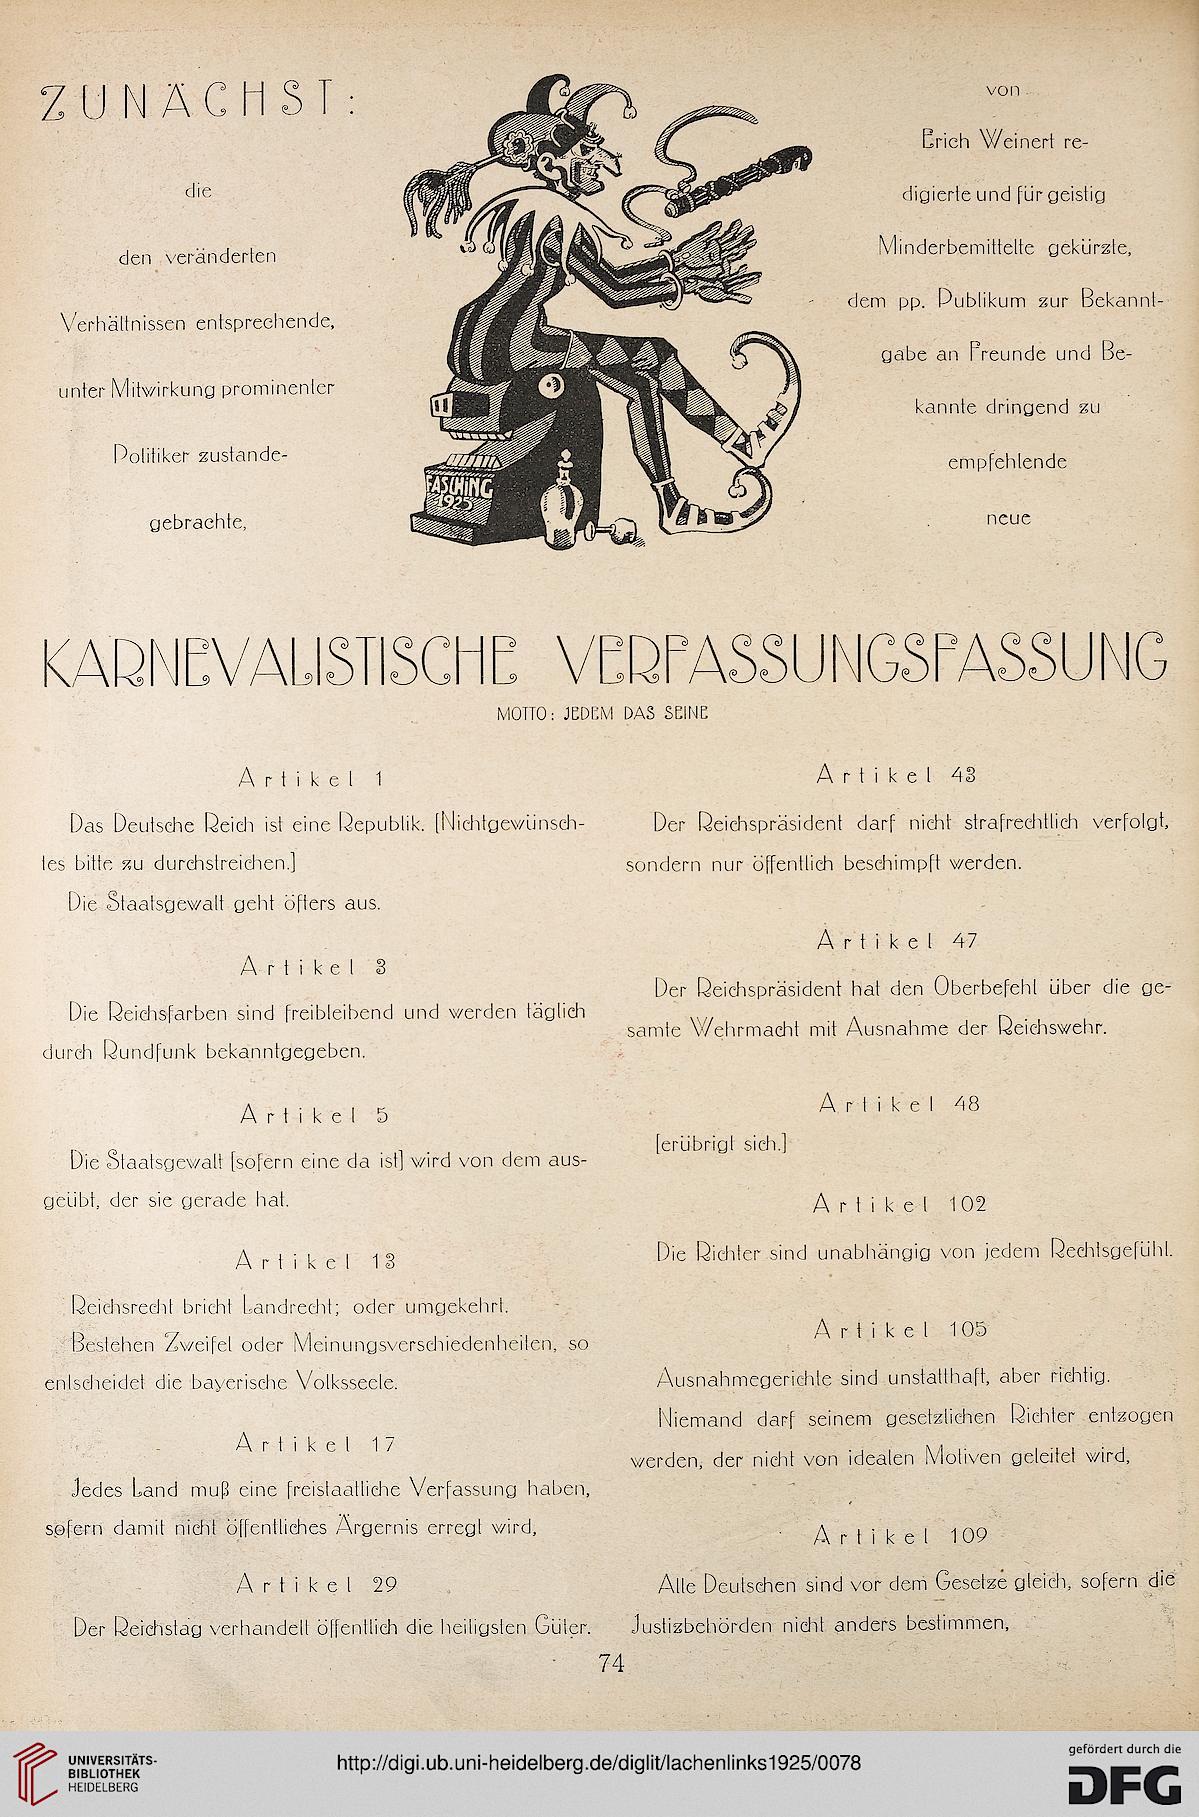 ZUNÄCHST:
die
den veränderten
Verhältnissen entsprechende,
unter Mitwirkung prominenter
Politiker zustande-
gebrachte,
FASCHING
1925
von
Erich Weinert re-
digierte und für geistig
Minderbemittelte gekürzte,
dem pp. Publikum zur Bekannt-
gabe an Freunde und Be-
kannte dringend zu
empfehlende
neue
KARNEVALISTISCHE VERFASSUNGSFASSUNG
MOTTO: JEDEM DAS SEINE
Artikel 1
Das Deutsche Reich ist eine Republik. [Nichtgewünsch-
tes bitte zu durchstreichen.]
Die Staatsgewalt geht öfters aus.
Artikel 3
Die Reichsfarben sind freibleibend und werden täglich
durch Rundfunk bekanntgegeben.
Artikel 5
Die Staatsgewalt [sofern eine da ist] wird von dem aus-
geübt, der sie gerade hat.
Artikel 13
Reichsrecht bricht Landrecht; oder umgekehrt.
Bestehen Zweifel oder Meinungsverschiedenheiten, so
entscheidet die bayerische Volksseele.
Artikel 17
Jedes Land muß eine freistaatliche Verfassung haben,
sofern damit nicht öffentliches Ärgernis erregt wird,
Artikel 29
Der Reichstag verhandelt öffentlich die heiligsten Güter.
Artikel 43
Der Reichspräsident darf nicht strafrechtlich verfolgt,
sondern nur öffentlich beschimpft werden.
Artikel 47
Der Reichspräsident hat den Oberbefehl über die ge-
samte Wehrmacht mit Ausnahme der Reichswehr.
Artikel 48
[erübrigt sich.]
Artikel 102
Die Richter sind unabhängig von jedem Rechtsgefühl.
Artikel 105
Ausnahmegerichte sind unstatthaft, aber richtig.
Niemand darf seinem gesetzlichen Richter entzogen
werden, der nicht von idealen Motiven geleitet wird,
Artikel 109
Alle Deutschen sind vor dem Gesetze gleich, sofern die
Justizbehörden nicht anders bestimmen,
74
UNIVERSITÄTS-
BIBLIOTHEK
HEIDELBERG
http://digi.ub.uni-heidelberg.de/diglit/lachenlinks1925/0078
gefördert durch die
DFG